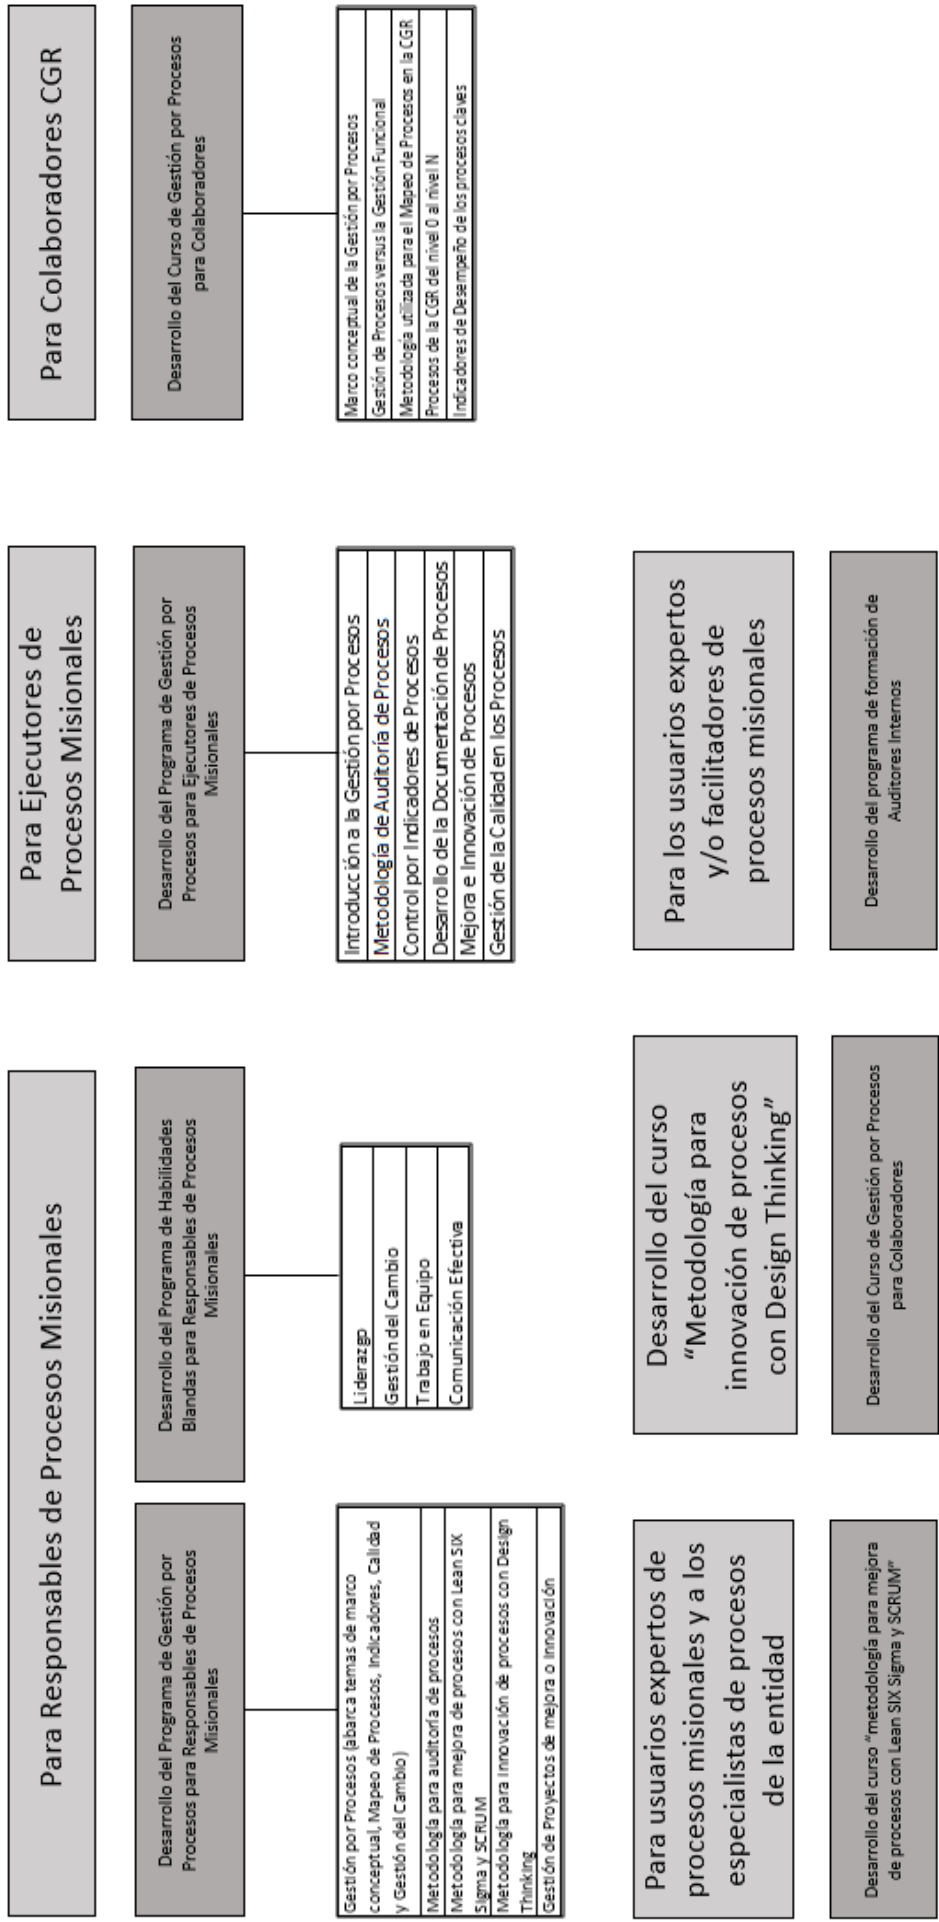 Para Responsables de Procesos Misionales
Desarrollo del Programa de Gestión por
Procesos para Responsables de Procesos
Misionales
Gestión por Procesos (abarca temas de marco
conceptual, Mapeo de Procesos, Indicadores, Calidad
y Gestión del Cambio)
Metodología para auditoría de procesos
Metodología para mejora de procesos con Lean SIX
Sigma y SCRUM
Metodología para Innovación de procesos con Design
Thinking
Gestión de Proyectos de mejora o Innovación
Desarrollo del Programa de Habilidades
Blandas para Responsables de Procesos
Misionales
Liderazgo
Gestión del Cambio
Trabajo en Equipo
Comunicación Efectiva
Para Ejecutores de
Procesos Misionales
Desarrollo del Programa de Gestión por
Procesos para Ejecutores de Procesos
Misionales
Introducción a la Gestión por Procesos
Metodología de Auditoría de Procesos
Control por Indicadores de Procesos
Desarrollo de la Documentación de Procesos
Mejora e Innovación de Procesos
Gestión de la Calidad en los Procesos
Para Colaboradores CGR
Desarrollo del Curso de Gestión por Procesos
para Colaboradores
Marco conceptual de la Gestión por Procesos
Gestión de Procesos versus la Gestión Funcional
Metodología utilizada para el Mapeo de Procesos en la CGR
Procesos de la CGR del nivel 0 al nivel N
Indicadores de Desempeño de los procesos claves
Para usuarios expertos de
procesos misionales y a los
especialistas de procesos
de la entidad
Desarrollo del curso “metodología para mejora
de procesos con Lean SIX Sigma y SCRUM”
Desarrollo del curso
“Metodología para
innovación de procesos
con Design Thinking”
Desarrollo del Curso de Gestión por Procesos
para Colaboradores
Para los usuarios expertos
y/o facilitadores de
procesos misionales
Desarrollo del programa de formación de
Auditores Internos